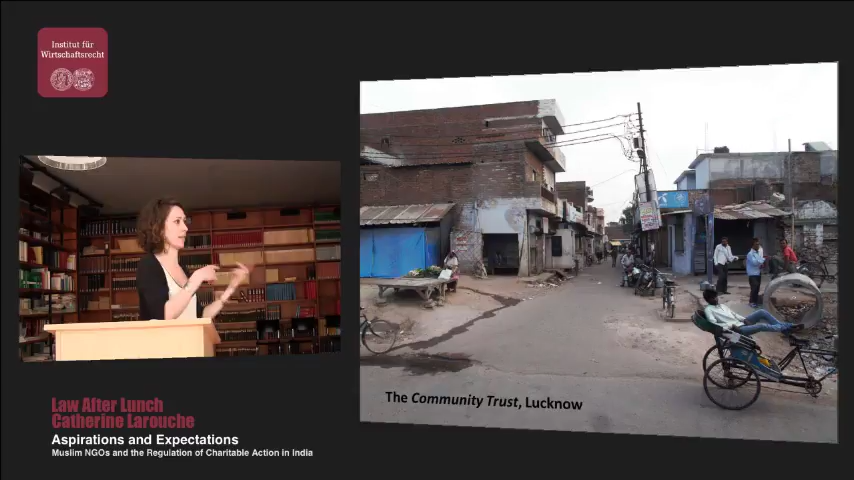 Institut für
Wirtschaftsrecht
The Community Trust, Lucknow
Law After Lunch
Catherine Larouche
Aspirations and Expectations
Muslim NGOs and the Regulation of Charitable Action in India